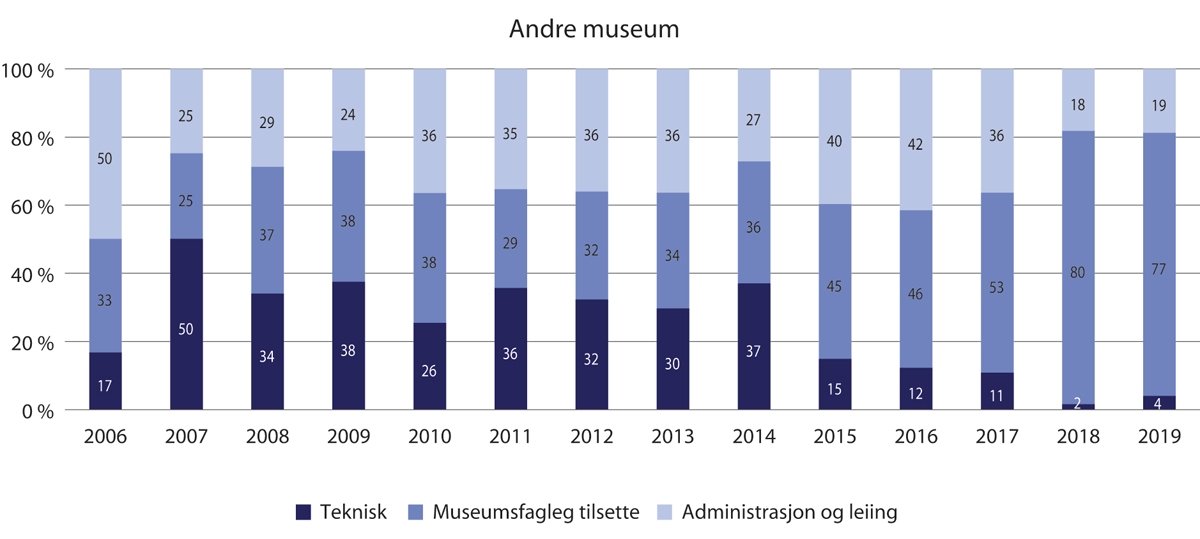 Andre museum
100 %
80 %
60 %
40 %
20 %
0 %
50 25 29 24 36 35 36 36 27 40 42 36 18 19
33 25 37 38 38 29 32 34 36 45 46 53 80 77
17 50 34 38 26 36 32 30 37 15 12 11 2 4
2006 2007 2008 2009 2010 2011 2012 2013 2014 2015 2016 2017 2018 2019
Teknisk Museumsfagleg tilsette Administrasjon og leiing